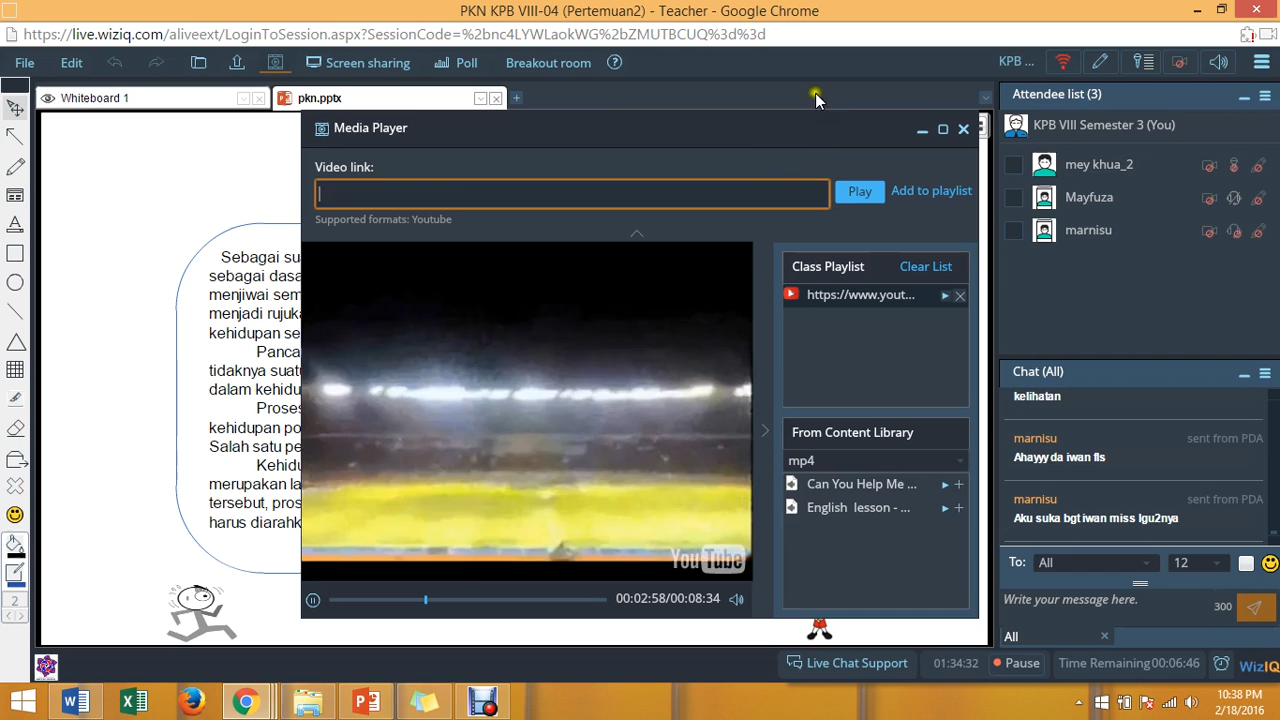 PKN KPB VIII-04 (Pertemuan2) - Teacher - Google Chrome
https://live.wiziq.com/aliveext/LoginToSession.aspx?SessionCode=%2bnc4LYWLaokWG%2bZMUTBCUQ%3d%3d
File Edit Screen sharing Poll Breakout room ? KPB ...
Whiteboard 1 pkn.pptx
Attendee list (3)
KPB VIII Semester 3 (You)
mey khua_2
Mayfuza
marnisu
Media Player
Video link:
Play Add to playlist
Supported formats: Youtube
Sebagai su
sebagai dasa
menjiwai sem
menjadi rujuka
kehidupan se
Panca
tidaknya suatu
dalam kehidu
Proses
kehidupan po
Salah satu pe
Kehidu
merupakan la
tersebut, pros
harus diarahk
YouTube
00:02:58/00:08:34
Class Playlist Clear List
https://www.yout...
From Content Library
mp4
Can You Help Me ...
English lesson - ...
Chat (All)
kelihatan
marnisu sent from PDA
Ahayyy da iwan fls
marnisu sent from PDA
Aku suka bgt iwan miss lgu2nya
To: All 12
Write your message here. 300
All
2
Live Chat Support 01:34:32 Pause Time Remaining00:06:46 WizIQ
10:38 PM
2/18/2016